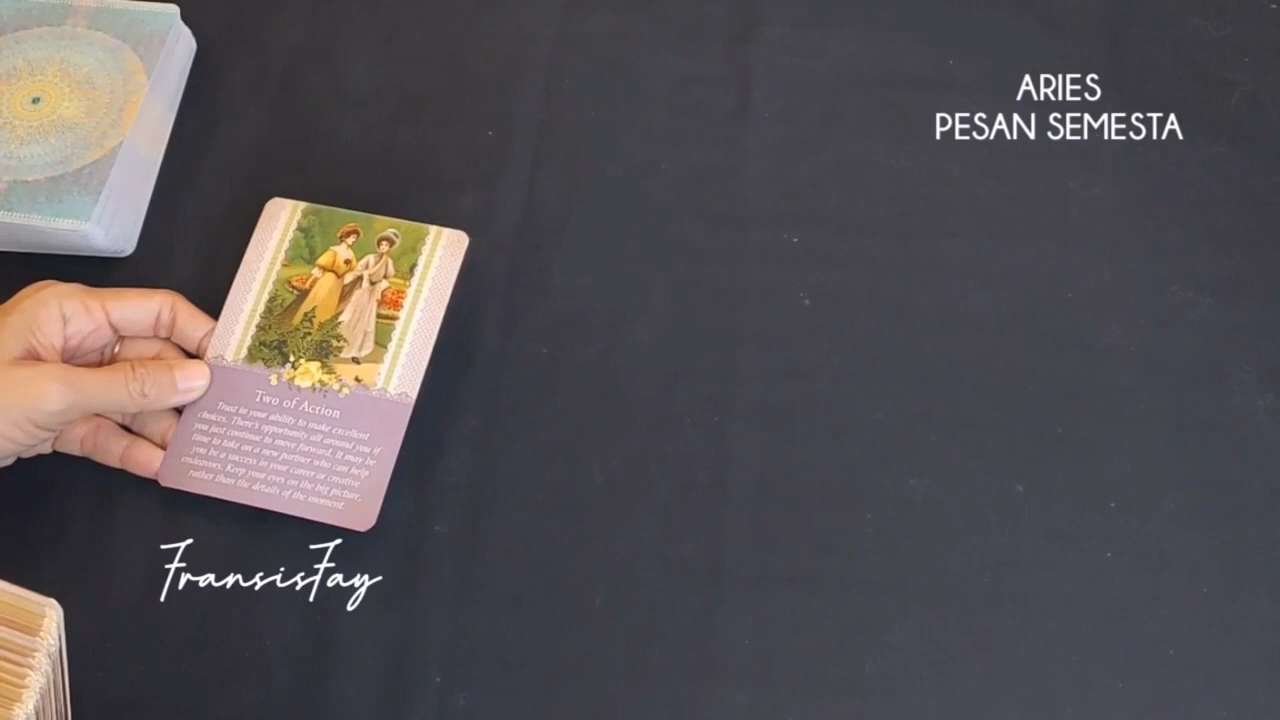 ARIES
PESAN SEMESTA
Two of Action
Trust in your ability to make excellent
choices. There's opportunity all around you if
you just continue to move forward. It may be
time to take on a new partner who can help
you be a success in your career or creative
endeavors. Keep your eyes on the big picture,
rather than the details of the moment.
FransisFay